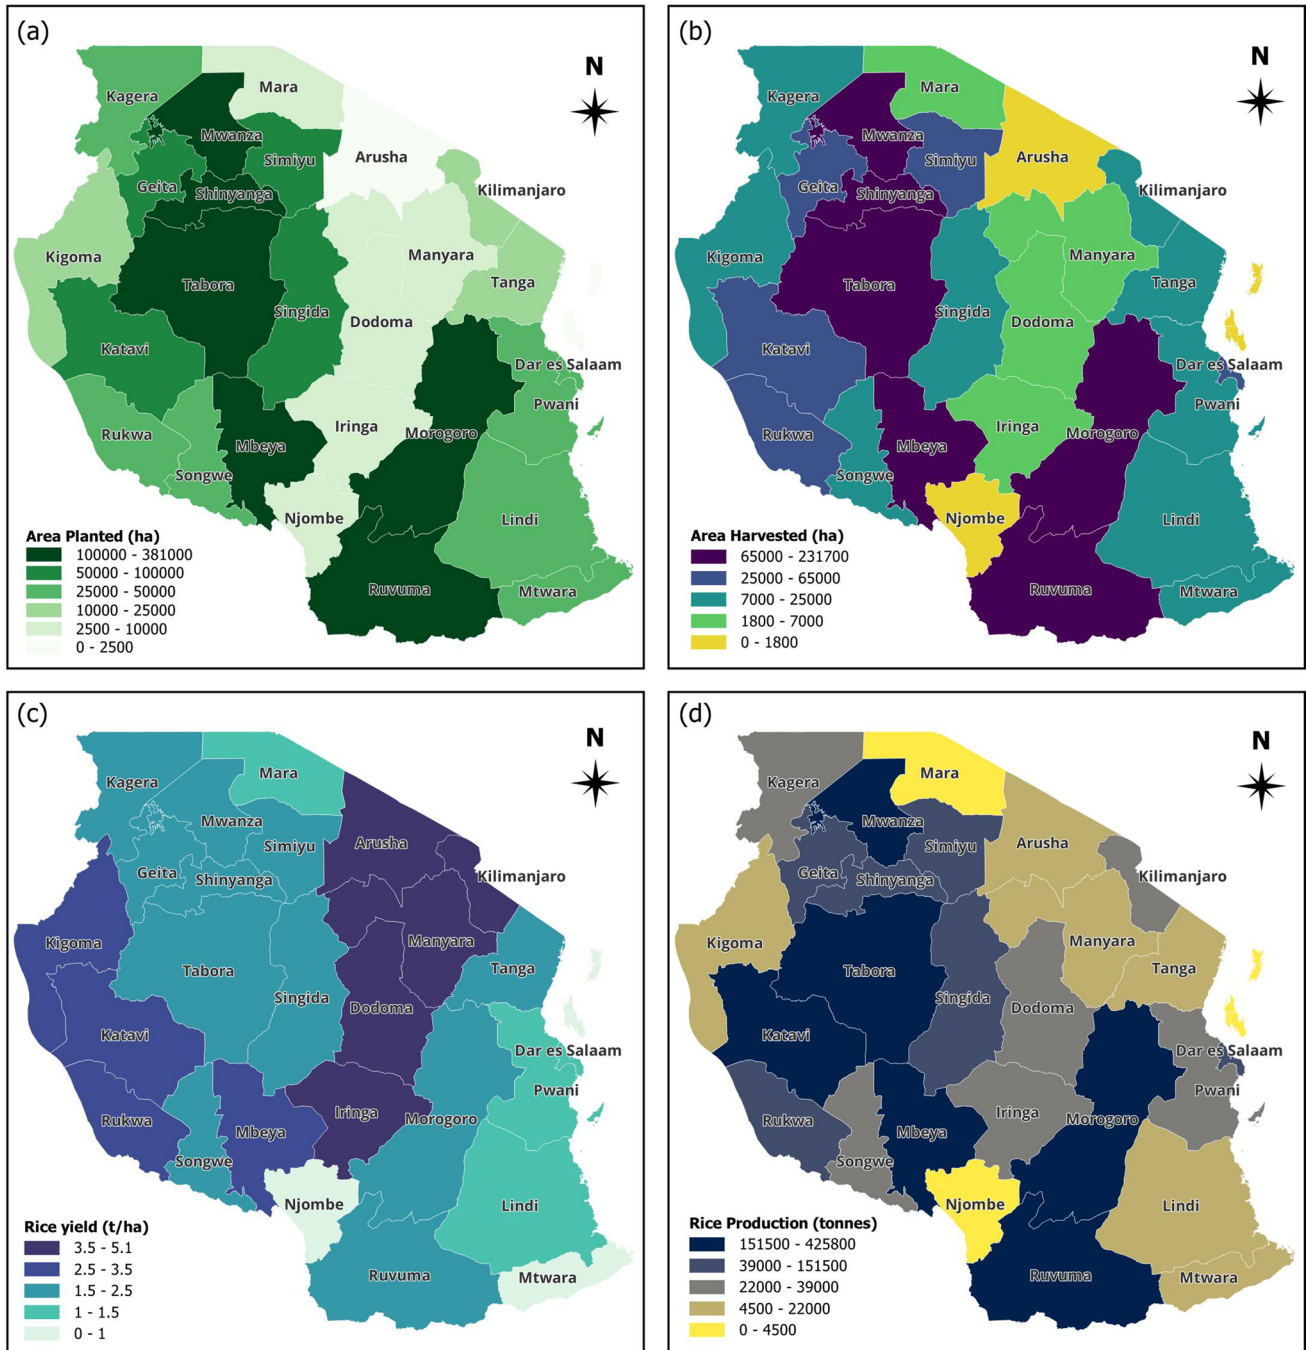 (a)
N
Kagera
Mara
Mwanza
Simiyu
Arusha
Geita
Shinyanga
Kilimanjaro
Kigoma
Manyara
Tabora
Tanga
Singida
Dodoma
Katavi
Dar es Salaam
Pwani
Rukwa
Iringa
Morogoro
Mbeya
Songwe
Njombe
Lindi
Ruvuma
Mtwara
Area Planted (ha)
100000 - 381000
50000 - 100000
25000 - 50000
10000 - 25000
2500 - 10000
0 - 2500
(b)
N
Kagera
Mara
Mwanza
Simiyu
Arusha
Geita
Shinyanga
Kilimanjaro
Kigoma
Manyara
Tabora
Tanga
Singida
Dodoma
Katavi
Dar es Salaam
Pwani
Rukwa
Iringa
Morogoro
Mbeya
Songwe
Njombe
Lindi
Ruvuma
Mtwara
Area Harvested (ha)
65000 - 231700
25000 - 65000
7000 - 25000
1800 - 7000
0 - 1800
(c)
N
Kagera
Mara
Mwanza
Simiyu
Arusha
Geita
Shinyanga
Kilimanjaro
Kigoma
Manyara
Tabora
Tanga
Singida
Dodoma
Katavi
Dar es Salaam
Pwani
Rukwa
Iringa
Morogoro
Mbeya
Songwe
Njombe
Lindi
Ruvuma
Mtwara
Rice yield (t/ha)
3.5 - 5.1
2.5 - 3.5
1.5 - 2.5
1 - 1.5
0 - 1
(d)
N
Kagera
Mara
Mwanza
Simiyu
Arusha
Geita
Shinyanga
Kilimanjaro
Kigoma
Manyara
Tabora
Tanga
Singida
Dodoma
Katavi
Dar es Salaam
Pwani
Rukwa
Iringa
Morogoro
Mbeya
Songwe
Njombe
Lindi
Ruvuma
Mtwara
Rice Production (tonnes)
151500 - 425800
39000 - 151500
22000 - 39000
4500 - 22000
0 - 4500